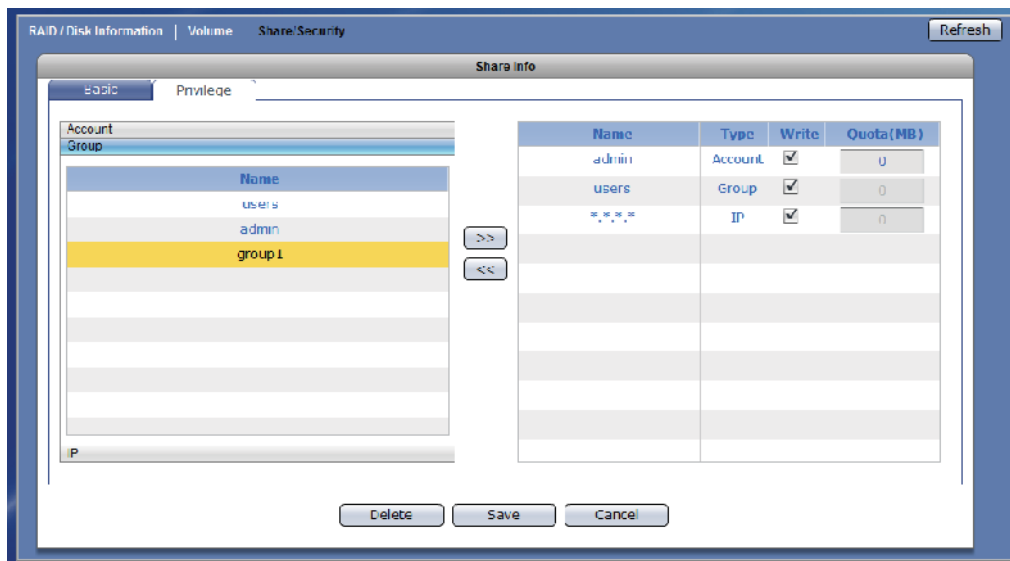 RAID / Disk Information | Volume Share/Security Refresh
Share Info
Basic Privilege
Account
Group
Name
users
admin
group1
IP
>>
<<
Name Type Write Quota(MB)
admin Account 0
users Group 0
*.*.*.* IP 0
Delete Save Cancel